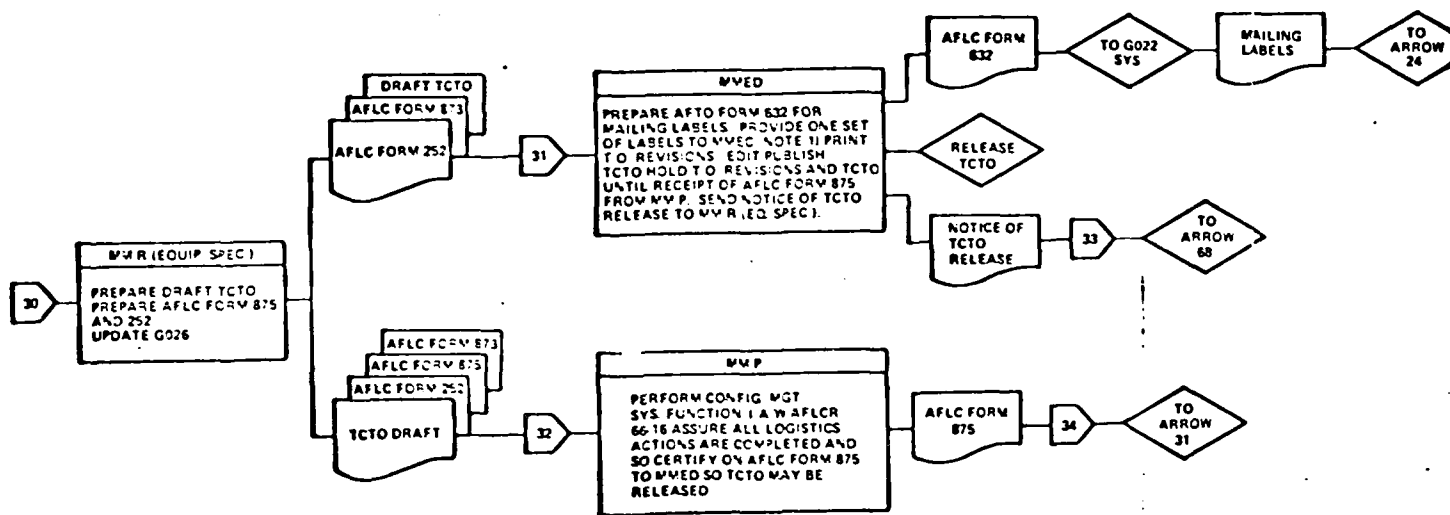 30
MM R (EQUIP. SPEC.)
PREPARE DRAFT TCTO
PREPARE AFLC FORM 875
AND 252
UPDATE G026
DRAFT TCTO
AFLC FORM 873
AFLC FORM 252
31
MMED
PREPARE AFTO FORM 632 FOR
MAILING LABELS. PROVIDE ONE SET
OF LABELS TO MMEC NOTE 1) PRINT
T.O. REVISIONS. EDIT PUBLISH
TCTO HOLD T.O. REVISIONS AND TCTO
UNTIL RECEIPT OF AFLC FORM 875
FROM MM P. SEND NOTICE OF TCTO
RELEASE TO MM R (EQ. SPEC.).
AFLC FORM
632
TO G022
SYS
MAILING
LABELS
TO
ARROW
24
RELEASE
TCTO
NOTICE OF
TCTO
RELEASE
33
TO
ARROW
68
AFLC FORM 873
AFLC FORM 875
AFLC FORM 252
TCTO DRAFT
32
MM P
PERFORM CONFIG. MGT
SYS. FUNCTION I.A.W. AFLCR
66-16 ASSURE ALL LOGISTICS
ACTIONS ARE COMPLETED AND
SO CERTIFY ON AFLC FORM 875
TO MMED SO TCTO MAY BE
RELEASED
AFLC FORM
875
34
TO
ARROW
31